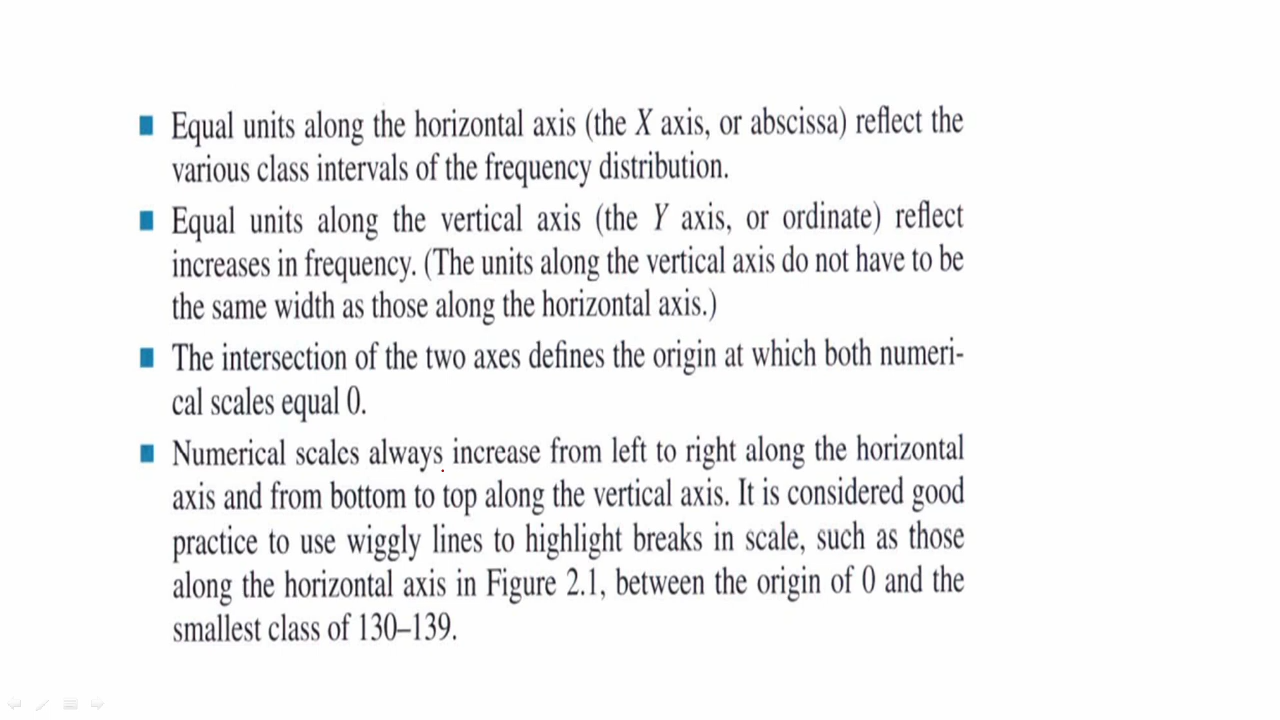 Equal units along the horizontal axis (the X axis, or abscissa) reflect the
various class intervals of the frequency distribution.
Equal units along the vertical axis (the Y axis, or ordinate) reflect
increases in frequency. (The units along the vertical axis do not have to be
the same width as those along the horizontal axis.)
The intersection of the two axes defines the origin at which both numeri-
cal scales equal 0.
Numerical scales always increase from left to right along the horizontal
axis and from bottom to top along the vertical axis. It is considered good
practice to use wiggly lines to highlight breaks in scale, such as those
along the horizontal axis in Figure 2.1, between the origin of 0 and the
smallest class of 130–139.